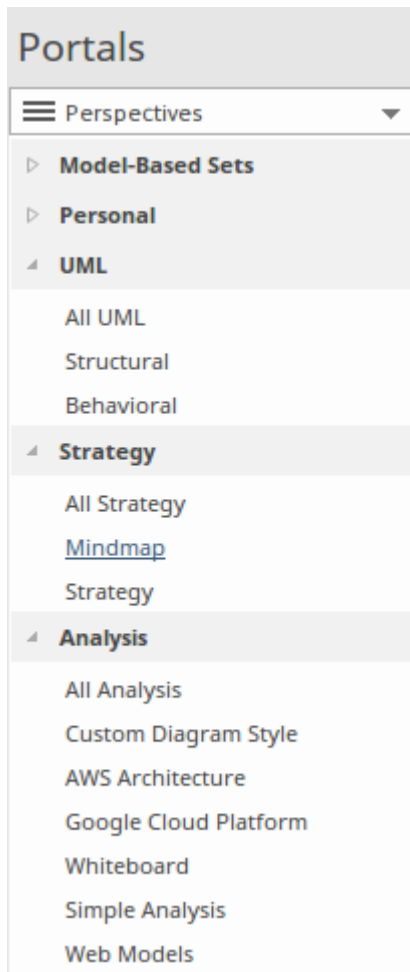 Portals
Perspectives
Model-Based Sets
Personal
UML
All UML
Structural
Behavioral
Strategy
All Strategy
Mindmap
Strategy
Analysis
All Analysis
Custom Diagram Style
AWS Architecture
Google Cloud Platform
Whiteboard
Simple Analysis
Web Models